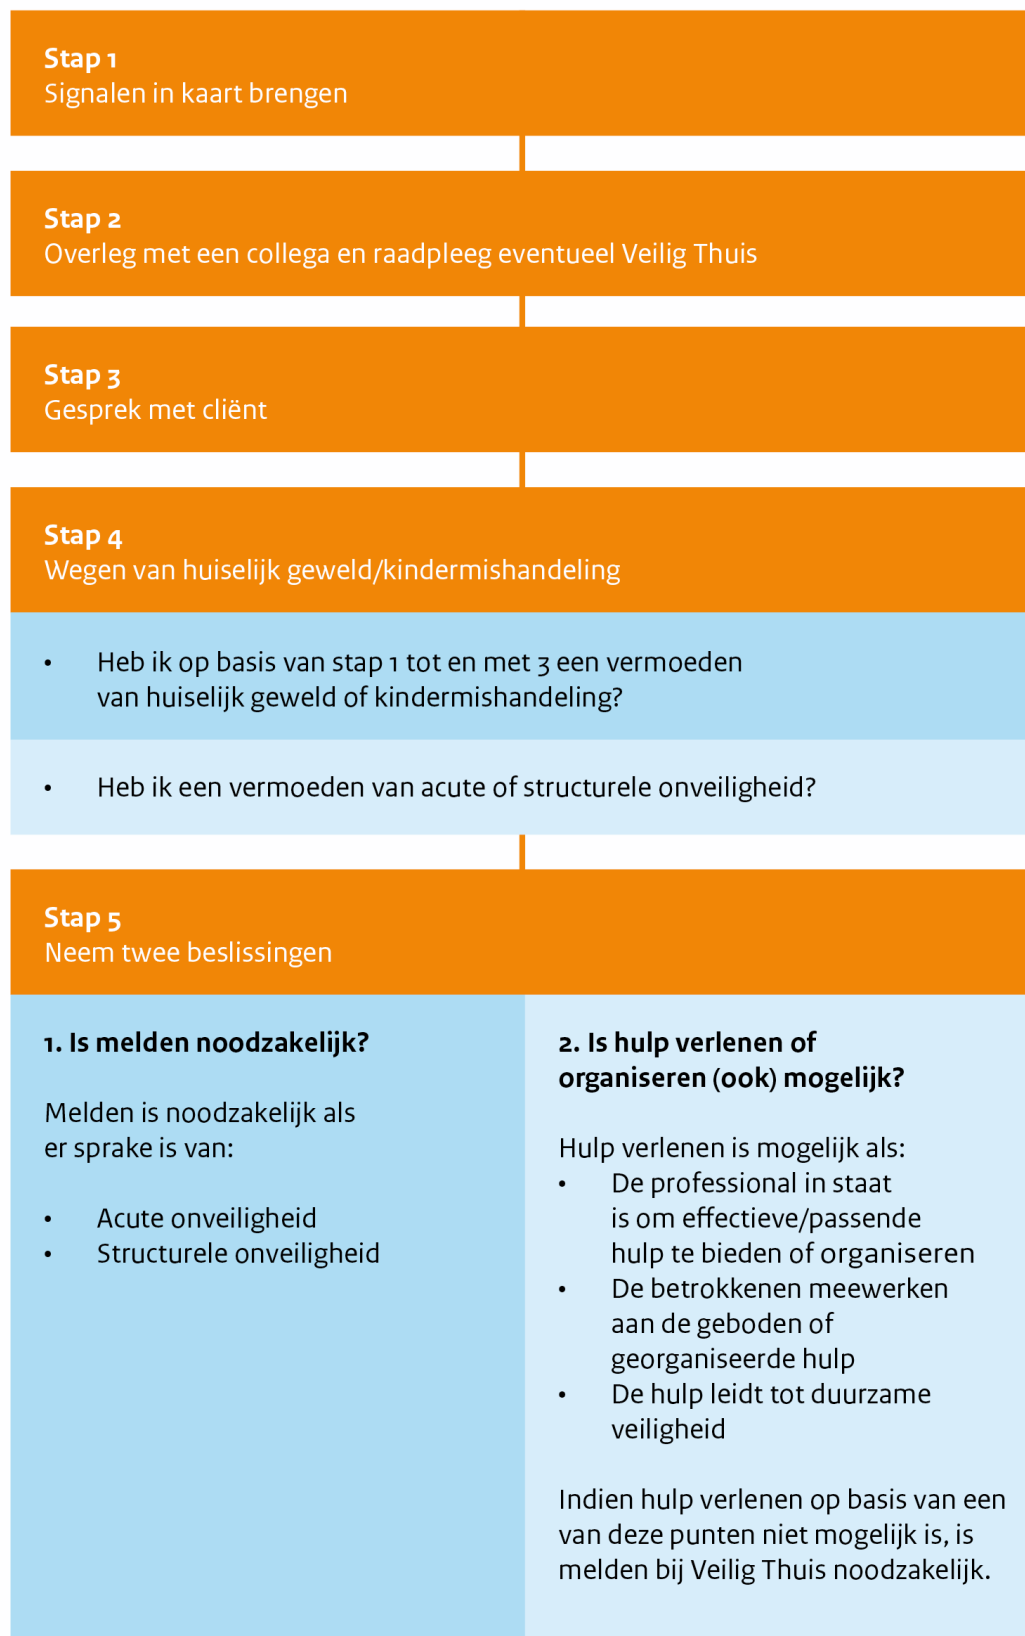 Stap 1
Signalen in kaart brengen
Stap 2
Overleg met een collega en raadpleeg eventueel Veilig Thuis
Stap 3
Gesprek met cliënt
Stap 4
Wegen van huiselijk geweld/kindermishandeling
• Heb ik op basis van stap 1 tot en met 3 een vermoeden
van huiselijk geweld of kindermishandeling?
• Heb ik een vermoeden van acute of structurele onveiligheid?
Stap 5
Neem twee beslissingen
1. Is melden noodzakelijk?
Melden is noodzakelijk als
er sprake is van:
• Acute onveiligheid
• Structurele onveiligheid
2. Is hulp verlenen of
organiseren (ook) mogelijk?
Hulp verlenen is mogelijk als:
• De professional in staat
is om effectieve/passende
hulp te bieden of organiseren
• De betrokkenen meewerken
aan de geboden of
georganiseerde hulp
• De hulp leidt tot duurzame
veiligheid
Indien hulp verlenen op basis van een
van deze punten niet mogelijk is, is
melden bij Veilig Thuis noodzakelijk.